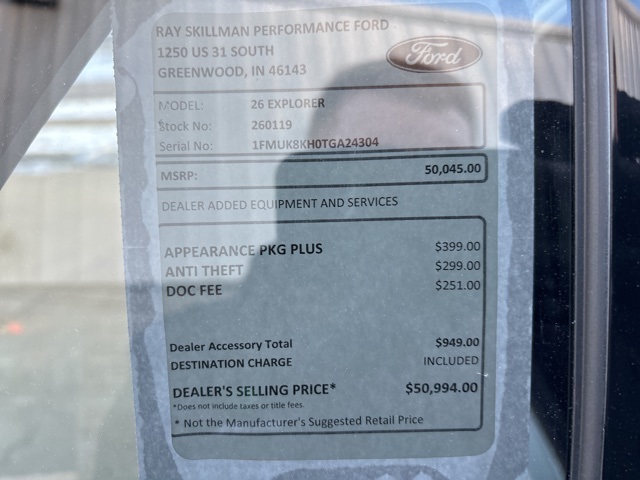 RAY SKILLMAN PERFORMANCE FORD
1250 US 31 SOUTH
GREENWOOD, IN 46143
Ford
MODEL: 26 EXPLORER
Stock No: 260119
Serial No: 1FMUK8KH0TGA24304
MSRP: 50,045.00
DEALER ADDED EQUIPMENT AND SERVICES
APPEARANCE PKG PLUS $399.00
ANTI THEFT $299.00
DOC FEE $251.00
Dealer Accessory Total $949.00
DESTINATION CHARGE INCLUDED
DEALER'S SELLING PRICE* $50,994.00
*Does not include taxes or title fees.
* Not the Manufacturer's Suggested Retail Price